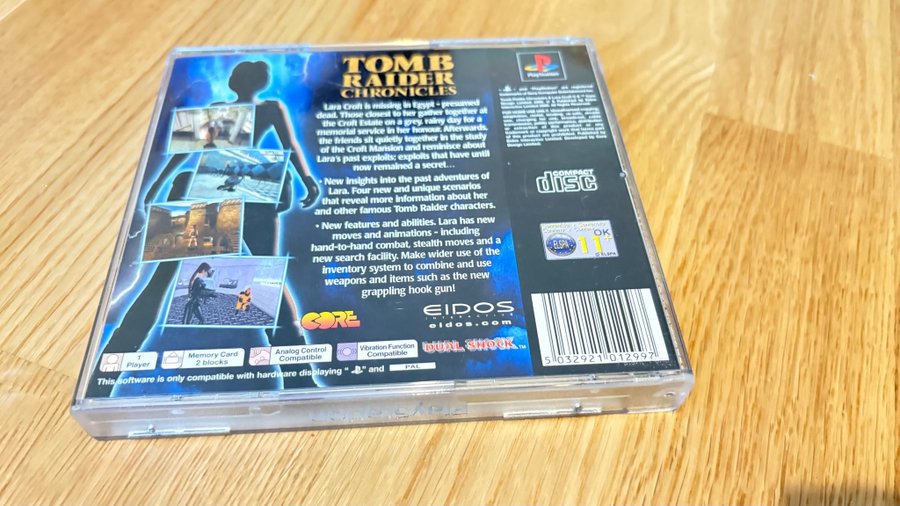 TOMB
RAIDER
CHRONICLES
Lara Croft is missing in Egypt - presumed
dead. Those closest to her gather together at
the Croft Estate on a grey, rainy day for a
memorial service in her honour. Afterwards,
the friends sit quietly together in the study
of the Croft Mansion and reminisce about
Lara's past exploits; exploits that have until
now remained a secret...
• New insights into the past adventures of
Lara. Four new and unique scenarios
that reveal more information about her
and other famous Tomb Raider characters.
• New features and abilities. Lara has new
moves and animations - including
hand-to-hand combat, stealth moves and a
new search facility. Make wider use of the
inventory system to combine and use
weapons and items such as the new
grappling hook gun!
CORE
EIDOS
INTERACTIVE
eidos.com
1
Player
Memory Card
2 blocks
Analog Control
Compatible
Vibration Function
Compatible
DUAL SHOCK™
This software is only compatible with hardware displaying " " and PAL
PlayStation
COMPACT
disc
ELSPA
OK
11+
© ELSPA
5 032921 012997